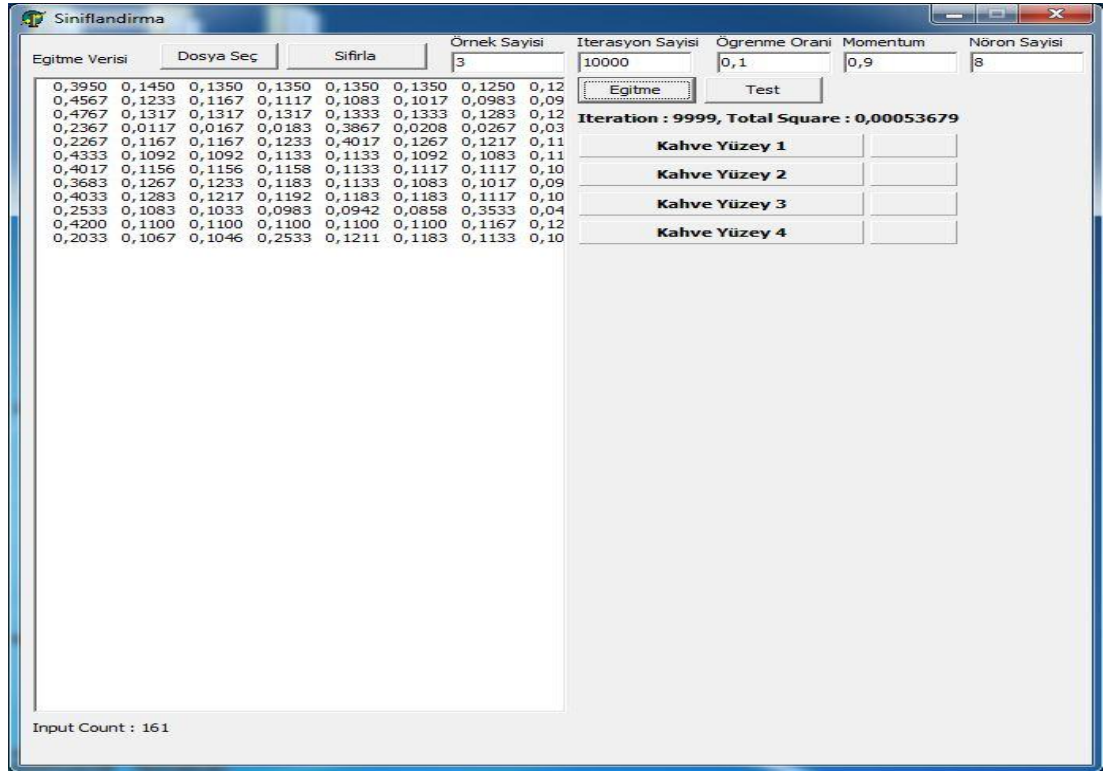 Siniflandirma
Egitme Verisi Dosya Seç Sifirla Örnek Sayisi Iterasyon Sayisi Ögrenme Orani Momentum Nöron Sayisi
3 10000 0,1 0,9 8
Egitme Test
Iteration : 9999, Total Square : 0,00053679
Kahve Yüzey 1
Kahve Yüzey 2
Kahve Yüzey 3
Kahve Yüzey 4
0,3950 0,1450 0,1350 0,1350 0,1350 0,1350 0,1250 0,12
0,4567 0,1233 0,1167 0,1117 0,1083 0,1017 0,0983 0,09
0,4767 0,1317 0,1317 0,1317 0,1333 0,1333 0,1283 0,12
0,2367 0,0117 0,0167 0,0183 0,3867 0,0208 0,0267 0,03
0,2267 0,1167 0,1167 0,1233 0,4017 0,1267 0,1217 0,11
0,4333 0,1092 0,1092 0,1133 0,1133 0,1092 0,1083 0,11
0,4017 0,1156 0,1156 0,1158 0,1133 0,1117 0,1117 0,10
0,3683 0,1267 0,1233 0,1183 0,1133 0,1083 0,1017 0,09
0,4033 0,1283 0,1217 0,1192 0,1183 0,1183 0,1117 0,10
0,2533 0,1083 0,1033 0,0983 0,0942 0,0858 0,3533 0,04
0,4200 0,1100 0,1100 0,1100 0,1100 0,1100 0,1167 0,12
0,2033 0,1067 0,1046 0,2533 0,1211 0,1183 0,1133 0,10
Input Count : 161